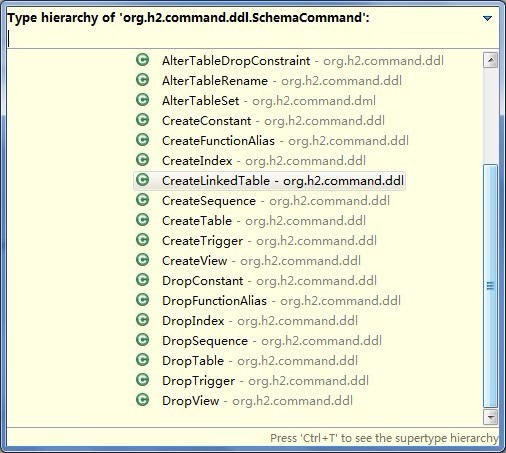 Type hierarchy of 'org.h2.command.ddl.SchemaCommand':
AlterTableDropConstraint - org.h2.command.ddl
AlterTableRename - org.h2.command.ddl
AlterTableSet - org.h2.command.dml
CreateConstant - org.h2.command.ddl
CreateFunctionAlias - org.h2.command.ddl
CreateIndex - org.h2.command.ddl
CreateLinkedTable - org.h2.command.ddl
CreateSequence - org.h2.command.ddl
CreateTable - org.h2.command.ddl
CreateTrigger - org.h2.command.ddl
CreateView - org.h2.command.ddl
DropConstant - org.h2.command.ddl
DropFunctionAlias - org.h2.command.ddl
DropIndex - org.h2.command.ddl
DropSequence - org.h2.command.ddl
DropTable - org.h2.command.ddl
DropTrigger - org.h2.command.ddl
DropView - org.h2.command.ddl
Press 'Ctrl+T' to see the supertype hierarchy